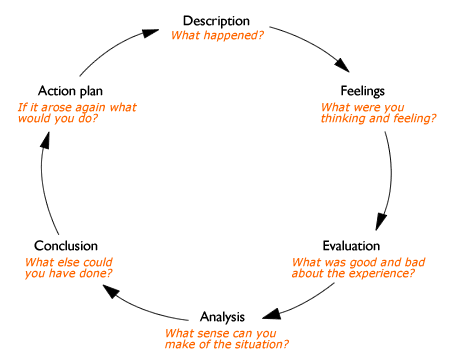 Description
What happened?
Feelings
What were you
thinking and feeling?
Evaluation
What was good and bad
about the experience?
Analysis
What sense can you
make of the situation?
Conclusion
What else could
you have done?
Action plan
If it arose again what
would you do?